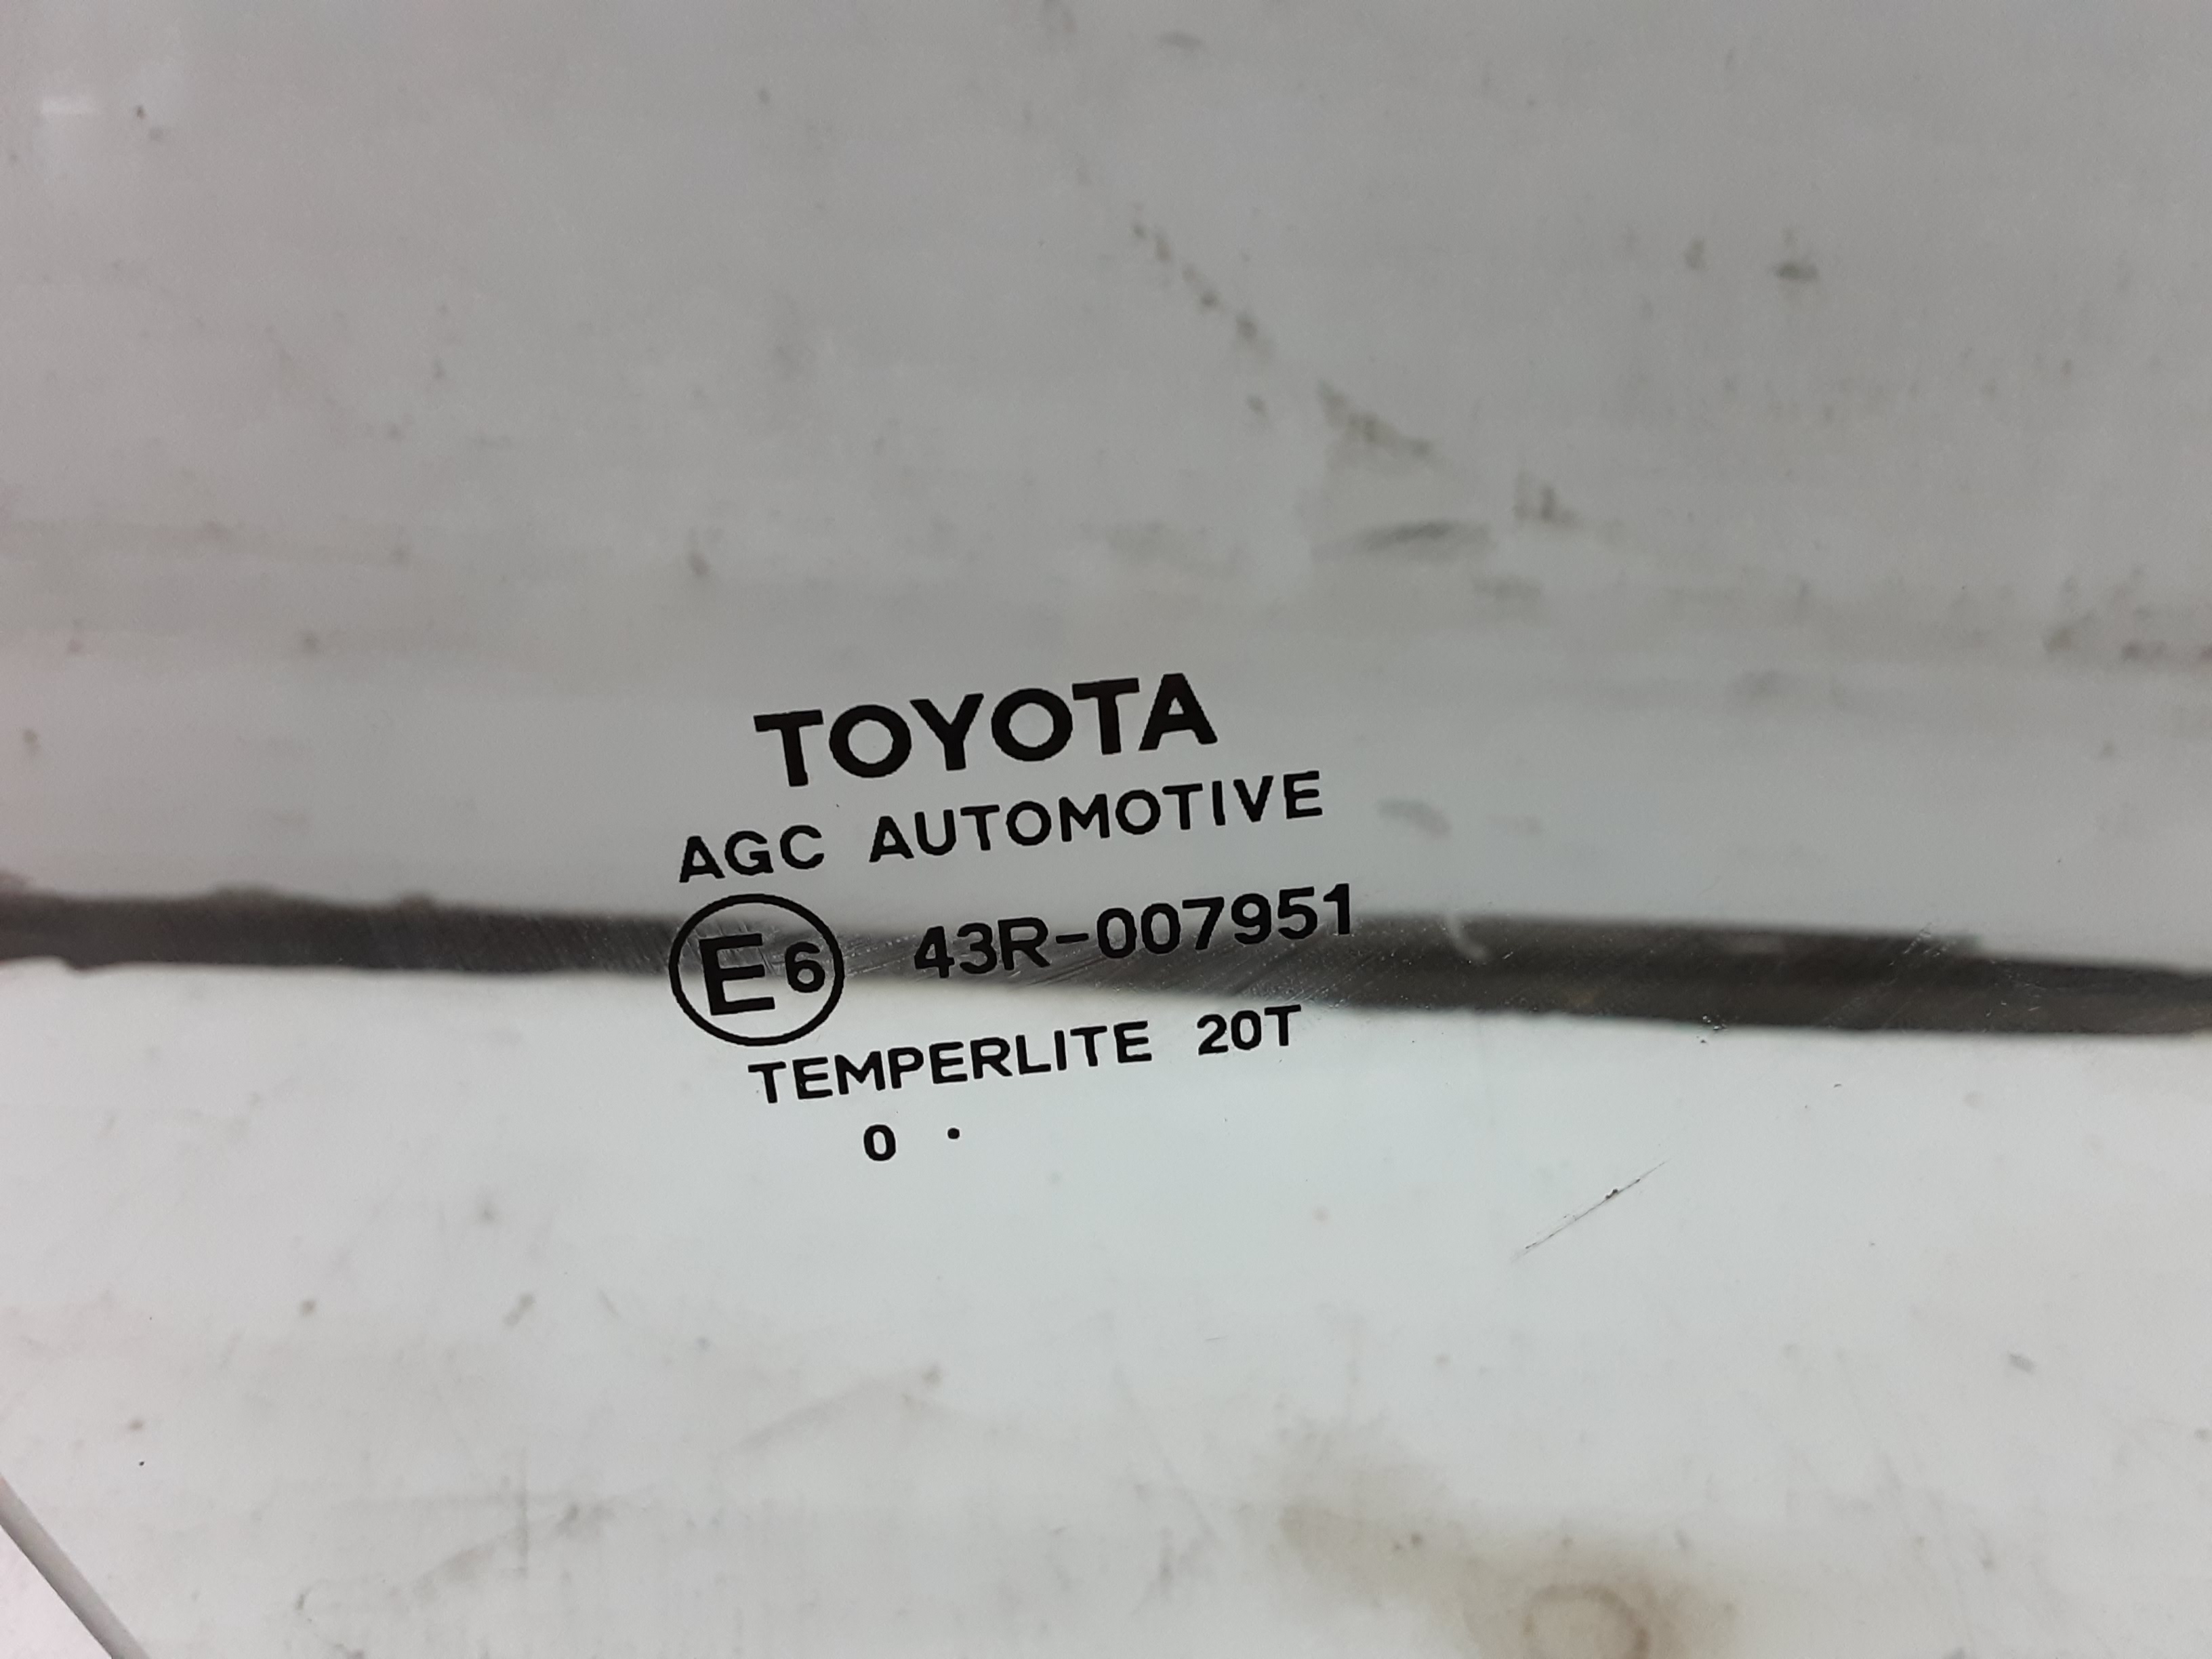 TOYOTA
AGC AUTOMOTIVE
E6 43R-007951
TEMPERLITE 20T
0 .